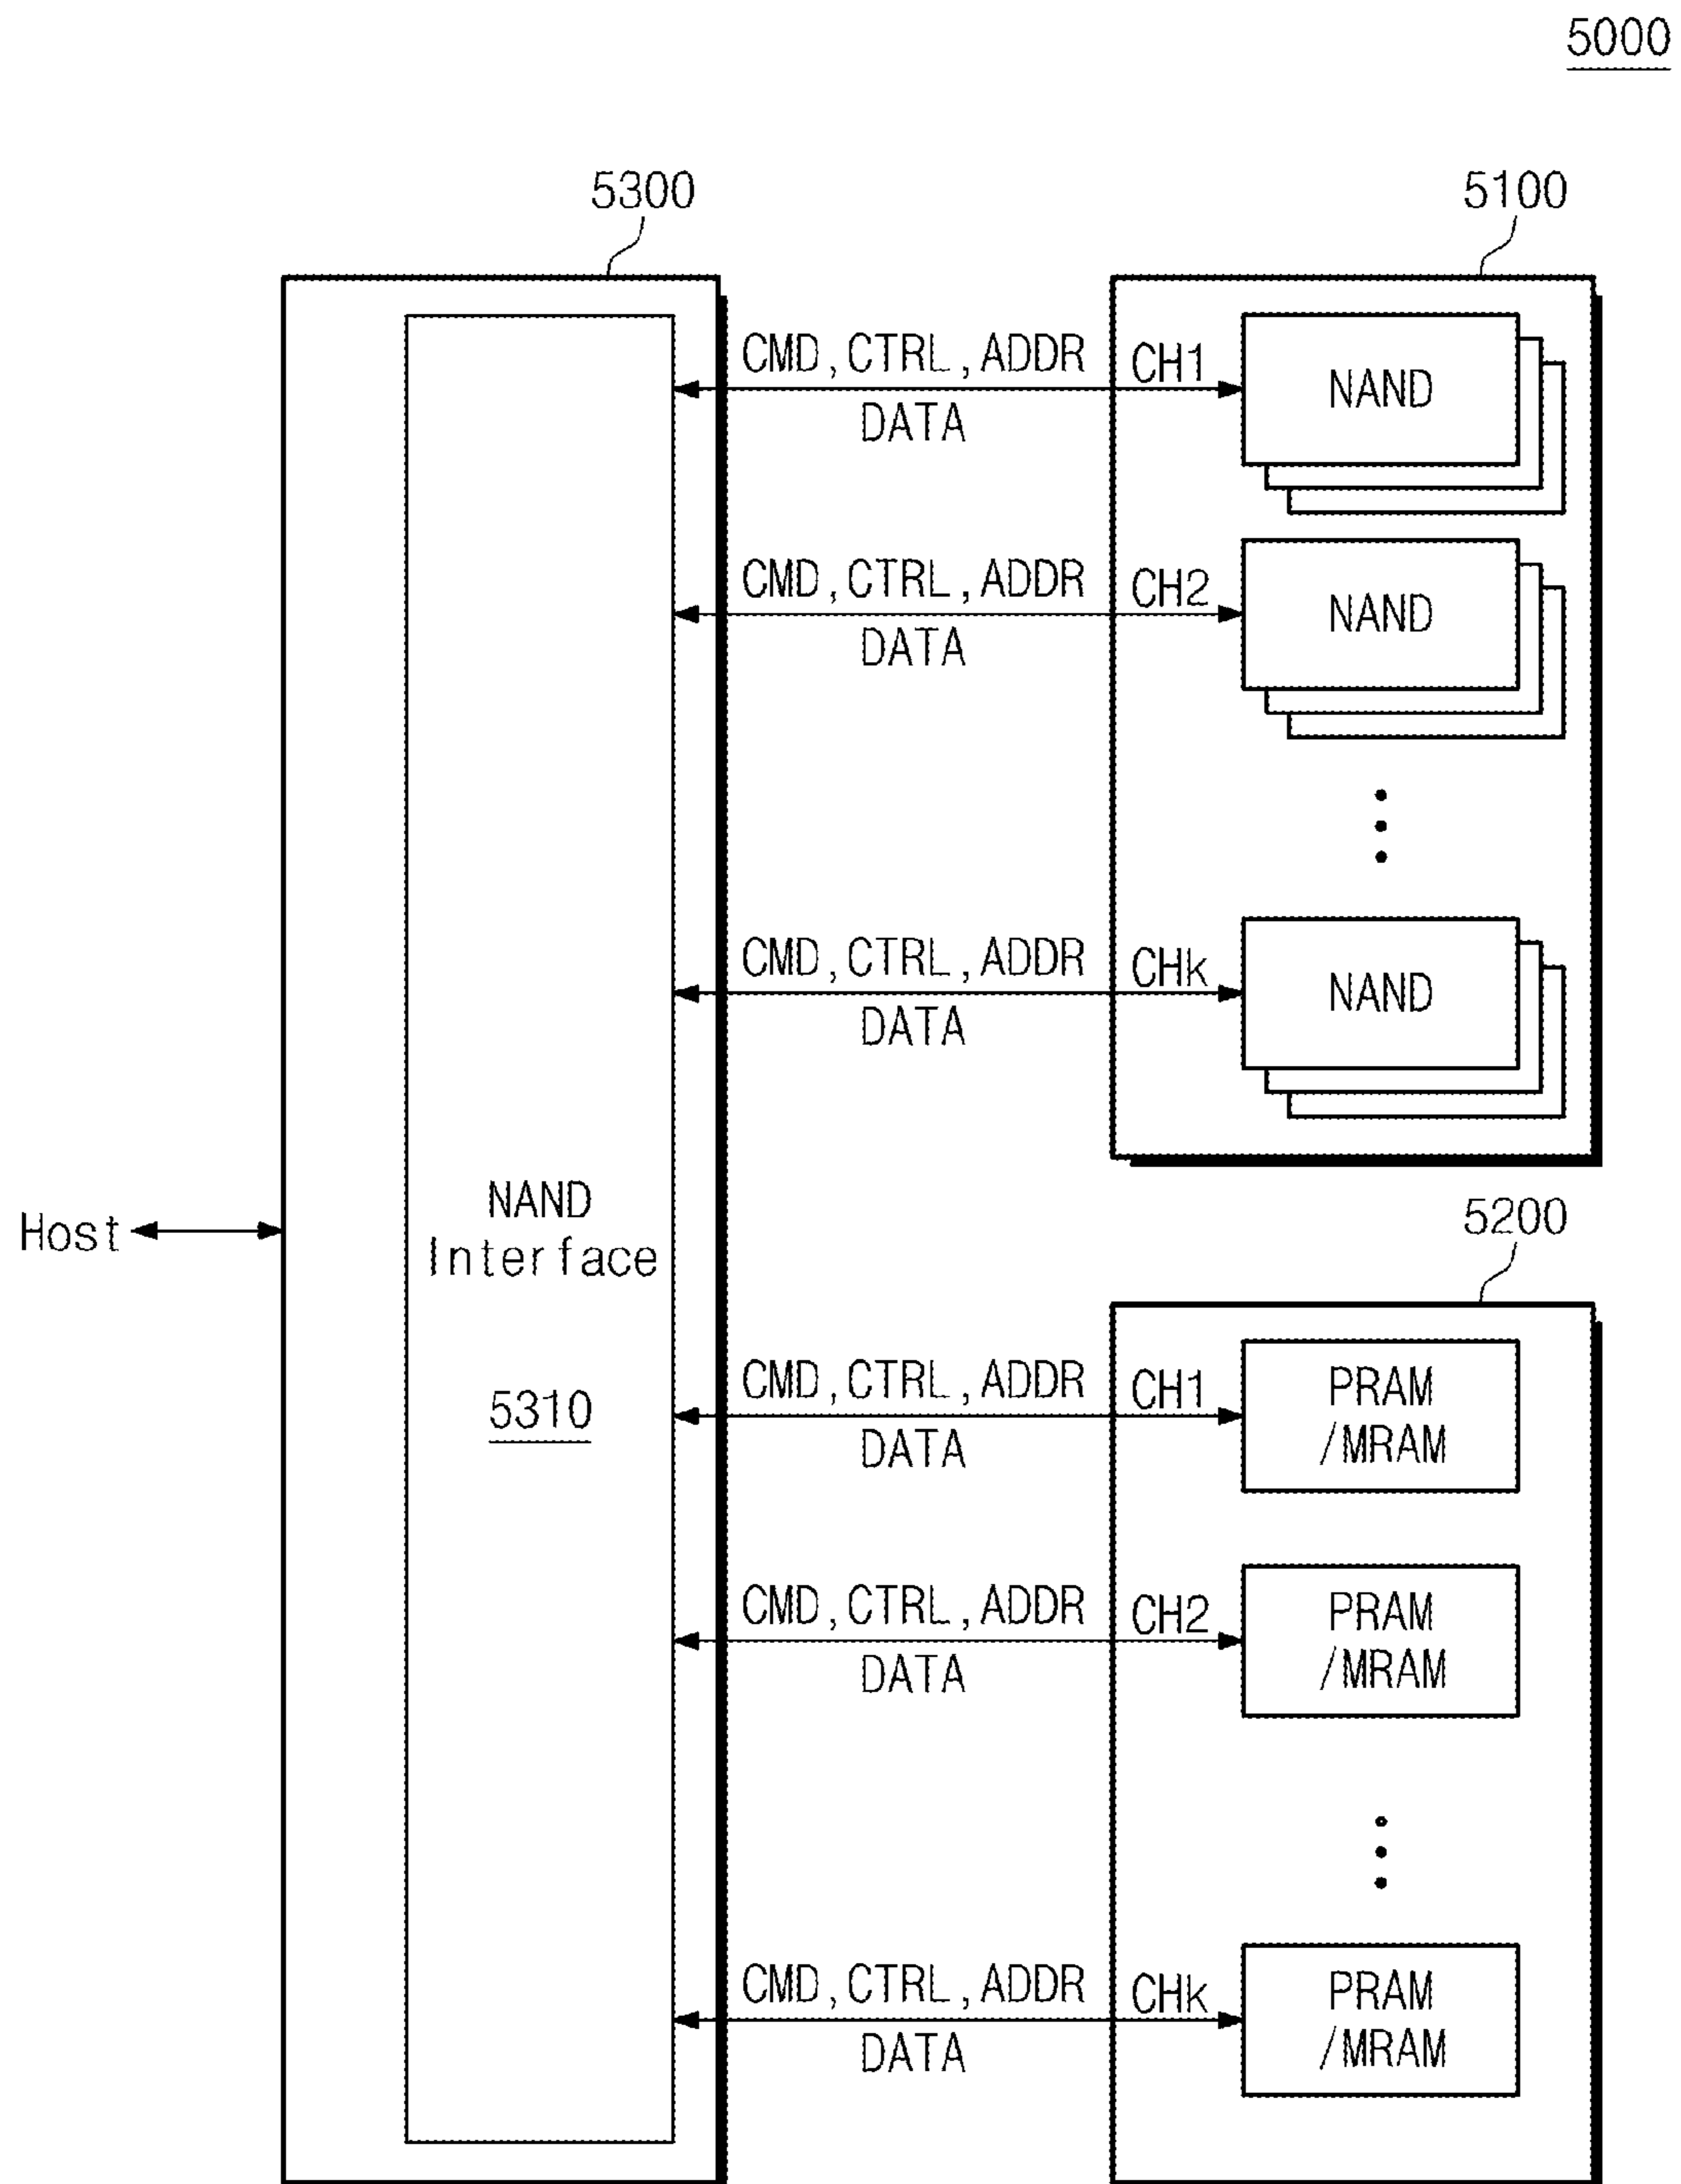 5000
5300
5100
CMD,CTRL,ADDR
CH1
NAND
DATA
CMD,CTRL,ADDR
CH2
NAND
DATA
CMD,CTRL,ADDR
CHk
NAND
DATA
Host
NAND
Interface
5310
5200
CMD,CTRL,ADDR
CH1
PRAM
/MRAM
DATA
CMD,CTRL,ADDR
CH2
PRAM
/MRAM
DATA
CMD,CTRL,ADDR
CHk
PRAM
/MRAM
DATA